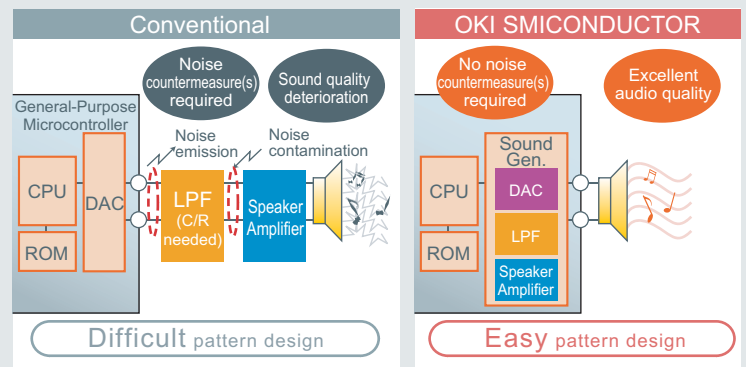 Conventional
Noise
countermeasure(s)
required
Sound quality
deterioration
General-Purpose
Microcontroller
Noise
emission
Noise
contamination
CPU
DAC
ROM
LPF
(C/R
needed)
Speaker
Amplifier
Difficult pattern design
OKI SMICONDUCTOR
No noise
countermeasure(s)
required
Excellent
audio quality
Sound
Gen.
CPU
DAC
ROM
LPF
Speaker
Amplifier
Easy pattern design